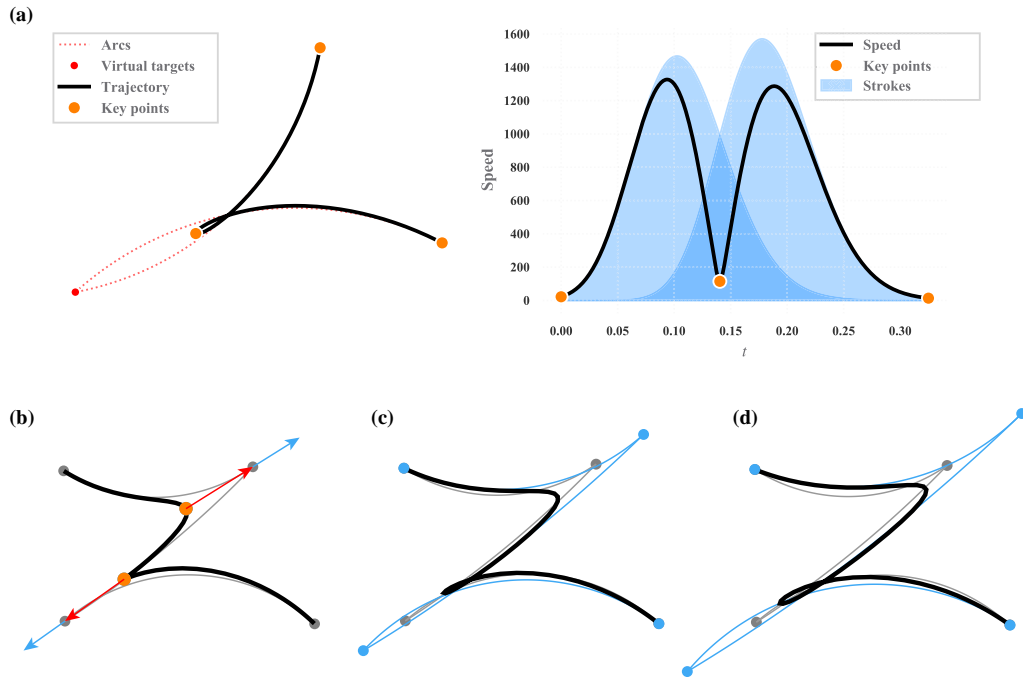 (a)
Arcs
Virtual targets
Trajectory
Key points
Speed
1600
1400
1200
1000
800
600
400
200
0
0.00 0.05 0.10 0.15 0.20 0.25 0.30
t
Speed
Key points
Strokes
(b)
(c)
(d)